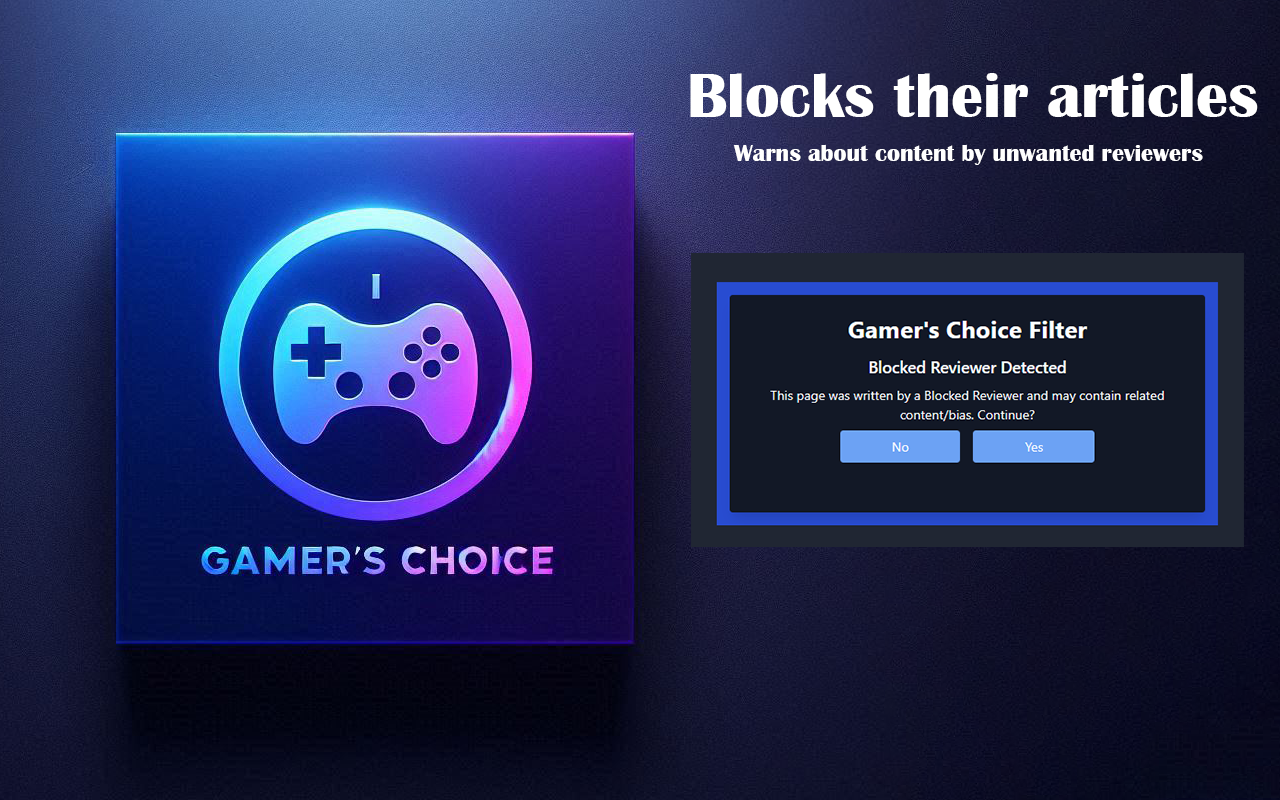 Blocks their articles
Warns about content by unwanted reviewers
GAMER'S CHOICE
Gamer's Choice Filter
Blocked Reviewer Detected
This page was written by a Blocked Reviewer and may contain related
content/bias. Continue?
No Yes